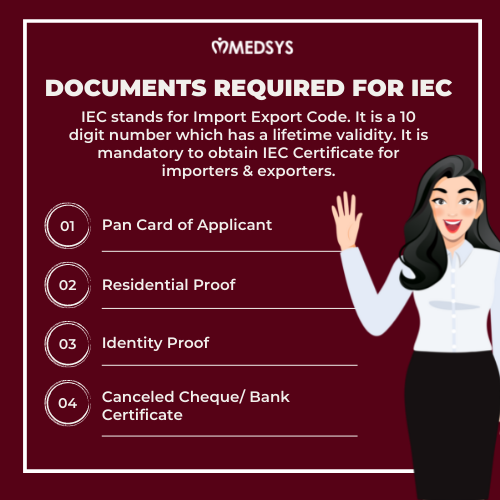 MEDSYS
DOCUMENTS REQUIRED FOR IEC
IEC stands for Import Export Code. It is a 10
digit number which has a lifetime validity. It is
mandatory to obtain IEC Certificate for
importers & exporters.
01 Pan Card of Applicant
02 Residential Proof
03 Identity Proof
04 Canceled Cheque/ Bank
Certificate